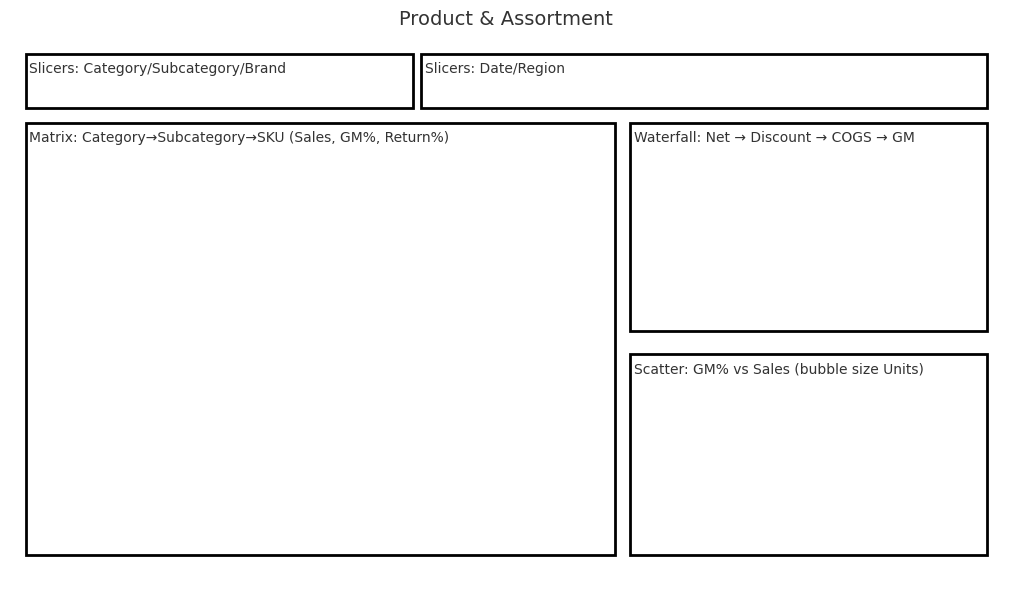 Product & Assortment
Slicers: Category/Subcategory/Brand
Slicers: Date/Region
Matrix: Category→Subcategory→SKU (Sales, GM%, Return%)
Waterfall: Net → Discount → COGS → GM
Scatter: GM% vs Sales (bubble size Units)